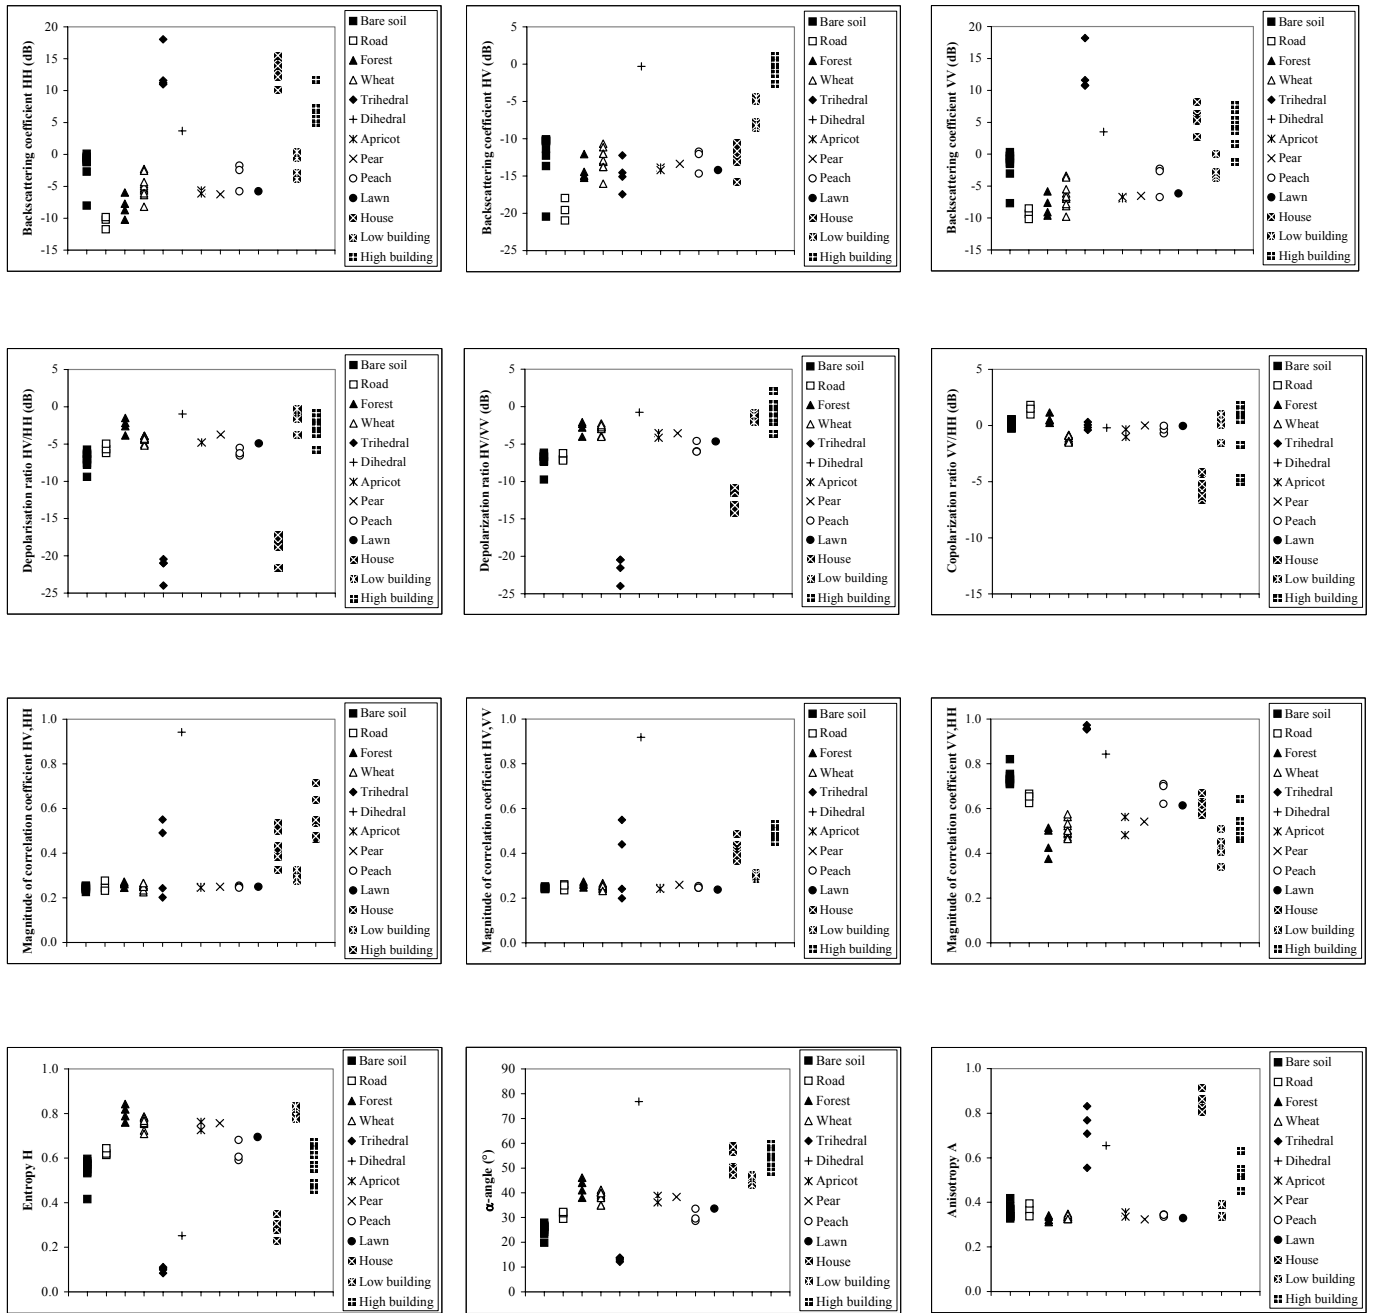 Backscattering coefficient HH (dB)
20
15
10
5
0
-5
-10
-15
Bare soil
Road
Forest
Wheat
Trihedral
Dihedral
Apricot
Pear
Peach
Lawn
House
Low building
High building
Backscattering coefficient HV (dB)
5
0
-5
-10
-15
-20
-25
Bare soil
Road
Forest
Wheat
Trihedral
Dihedral
Apricot
Pear
Peach
Lawn
House
Low building
High building
Backscattering coefficient VV (dB)
20
15
10
5
0
-5
-10
-15
Bare soil
Road
Forest
Wheat
Trihedral
Dihedral
Apricot
Pear
Peach
Lawn
House
Low building
High building
Depolarisation ratio HV/HH (dB)
5
0
-5
-10
-15
-20
-25
Bare soil
Road
Forest
Wheat
Trihedral
Dihedral
Apricot
Pear
Peach
Lawn
House
Low building
High building
Depolarization ratio HV/VV (dB)
5
0
-5
-10
-15
-20
-25
Bare soil
Road
Forest
Wheat
Trihedral
Dihedral
Apricot
Pear
Peach
Lawn
House
Low building
High building
Copolarization ratio VV/HH (dB)
5
0
-5
-10
-15
Bare soil
Road
Forest
Wheat
Trihedral
Dihedral
Apricot
Pear
Peach
Lawn
House
Low building
High building
Magnitude of correlation coefficient HV,HH
1.0
0.8
0.6
0.4
0.2
0.0
Bare soil
Road
Forest
Wheat
Trihedral
Dihedral
Apricot
Pear
Peach
Lawn
House
Low building
High building
Magnitude of correlation coefficient HV,VV
1.0
0.8
0.6
0.4
0.2
0.0
Bare soil
Road
Forest
Wheat
Trihedral
Dihedral
Apricot
Pear
Peach
Lawn
House
Low building
High building
Magnitude of correlation coefficient VV,HH
1.0
0.8
0.6
0.4
0.2
0.0
Bare soil
Road
Forest
Wheat
Trihedral
Dihedral
Apricot
Pear
Peach
Lawn
House
Low building
High building
Entropy H
1.0
0.8
0.6
0.4
0.2
0.0
Bare soil
Road
Forest
Wheat
Trihedral
Dihedral
Apricot
Pear
Peach
Lawn
House
Low building
High building
α-angle (°)
90
80
70
60
50
40
30
20
10
0
Bare soil
Road
Forest
Wheat
Trihedral
Dihedral
Apricot
Pear
Peach
Lawn
House
Low building
High building
Anisotropy A
1.0
0.8
0.6
0.4
0.2
0.0
Bare soil
Road
Forest
Wheat
Trihedral
Dihedral
Apricot
Pear
Peach
Lawn
House
Low building
High building